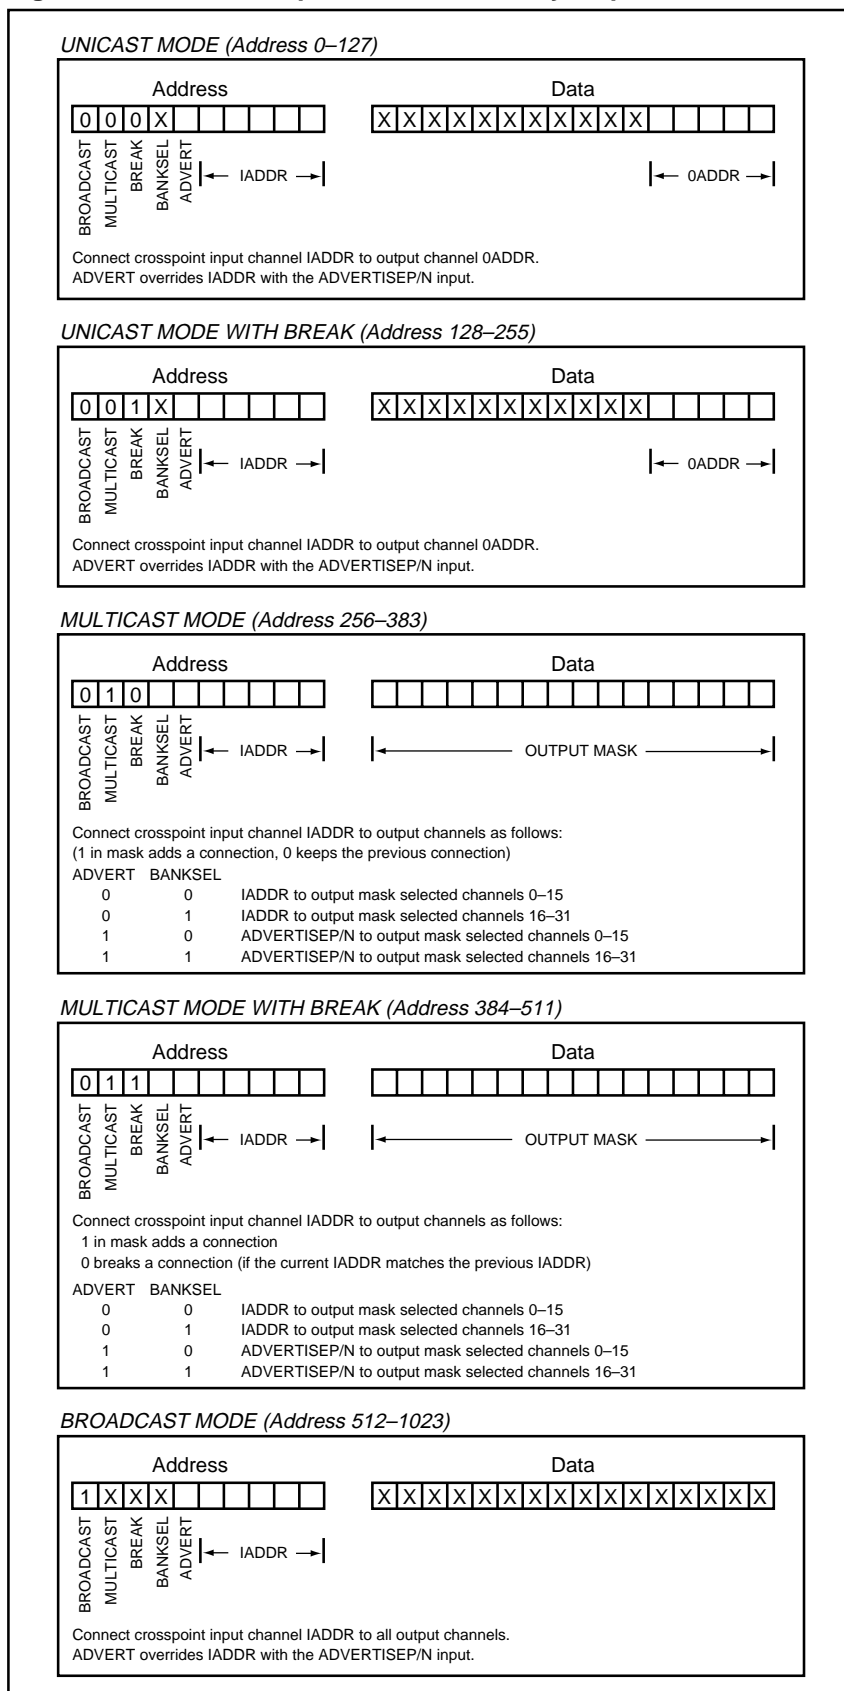 UNICAST MODE (Address 0–127)
Address Data
0 0 0 X X X X X X X X X X X X
BROADCAST MULTICAST BREAK BANKSEL ADVERT IADDR 0ADDR
Connect crosspoint input channel IADDR to output channel 0ADDR.
ADVERT overrides IADDR with the ADVERTISEP/N input.
UNICAST MODE WITH BREAK (Address 128–255)
Address Data
0 0 1 X X X X X X X X X X X X
BROADCAST MULTICAST BREAK BANKSEL ADVERT IADDR 0ADDR
Connect crosspoint input channel IADDR to output channel 0ADDR.
ADVERT overrides IADDR with the ADVERTISEP/N input.
MULTICAST MODE (Address 256–383)
Address Data
0 1 0
BROADCAST MULTICAST BREAK BANKSEL ADVERT IADDR OUTPUT MASK
Connect crosspoint input channel IADDR to output channels as follows:
(1 in mask adds a connection, 0 keeps the previous connection)
ADVERT BANKSEL
0 0 IADDR to output mask selected channels 0–15
0 1 IADDR to output mask selected channels 16–31
1 0 ADVERTISEP/N to output mask selected channels 0–15
1 1 ADVERTISEP/N to output mask selected channels 16–31
MULTICAST MODE WITH BREAK (Address 384–511)
Address Data
0 1 1
BROADCAST MULTICAST BREAK BANKSEL ADVERT IADDR OUTPUT MASK
Connect crosspoint input channel IADDR to output channels as follows:
1 in mask adds a connection
0 breaks a connection (if the current IADDR matches the previous IADDR)
ADVERT BANKSEL
0 0 IADDR to output mask selected channels 0–15
0 1 IADDR to output mask selected channels 16–31
1 0 ADVERTISEP/N to output mask selected channels 0–15
1 1 ADVERTISEP/N to output mask selected channels 16–31
BROADCAST MODE (Address 512–1023)
Address Data
1 X X X X X X X X X X X X X X X X X X X
BROADCAST MULTICAST BREAK BANKSEL ADVERT IADDR
Connect crosspoint input channel IADDR to all output channels.
ADVERT overrides IADDR with the ADVERTISEP/N input.